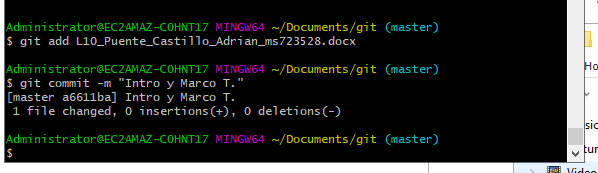 Administrator@EC2AMAZ-COHNT17 MINGW64 ~/Documents/git (master)
$ git add L10_Puente_Castillo_Adrian_ms723528.docx
Administrator@EC2AMAZ-COHNT17 MINGW64 ~/Documents/git (master)
$ git commit -m "Intro y Marco T."
[master a6611ba] Intro y Marco T.
 1 file changed, 0 insertions(+), 0 deletions(-)
Administrator@EC2AMAZ-COHNT17 MINGW64 ~/Documents/git (master)
$
Ho
Video